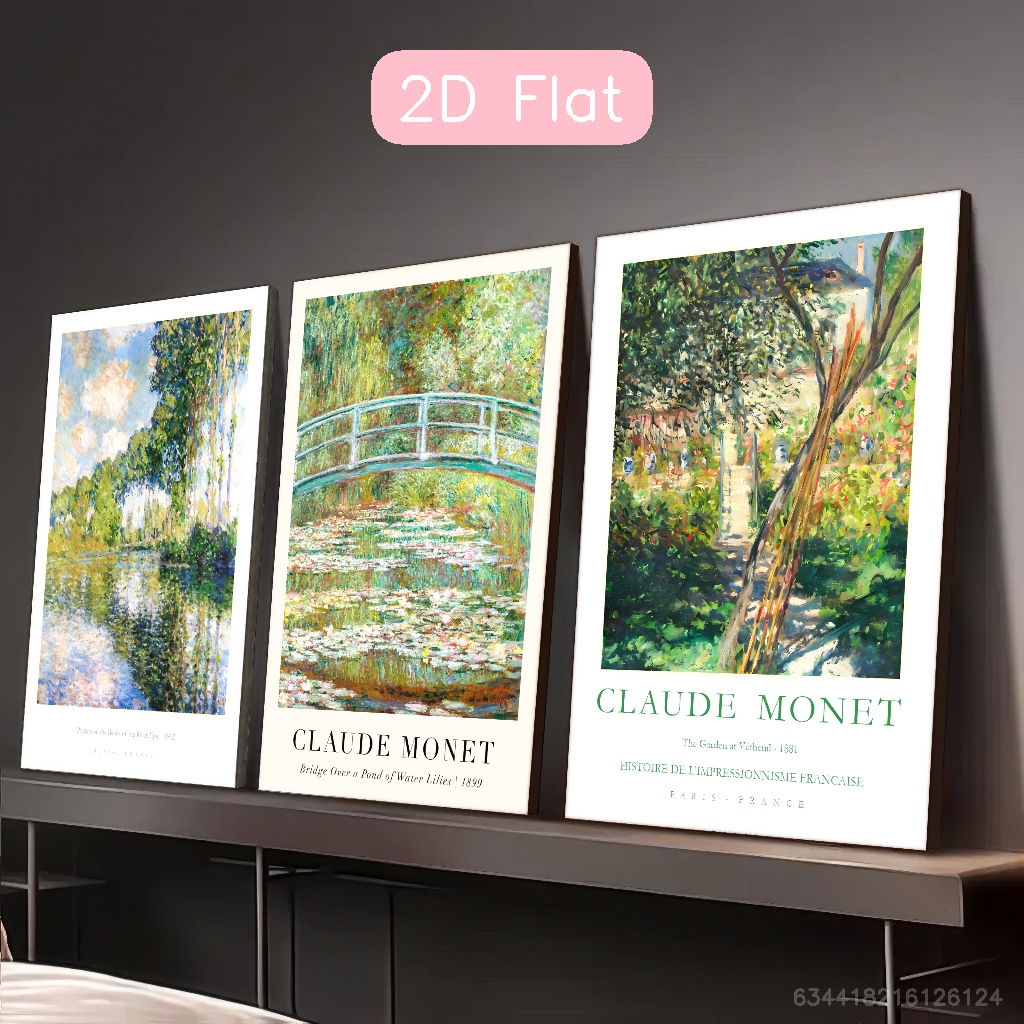 2D Flat
CLAUDE MONET
Bridge Over a Pond of Water Lilies | 1899
CLAUDE MONET
The Garden at Vétheuil - 1881
HISTOIRE DE L'IMPRESSIONNISME FRANCAISE
PARIS - FRANCE
634418216126124